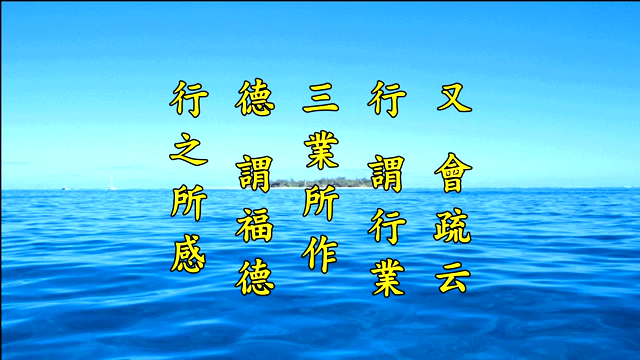 又 會疏云
行 謂行業
三業所作
德 謂福德
行之所感